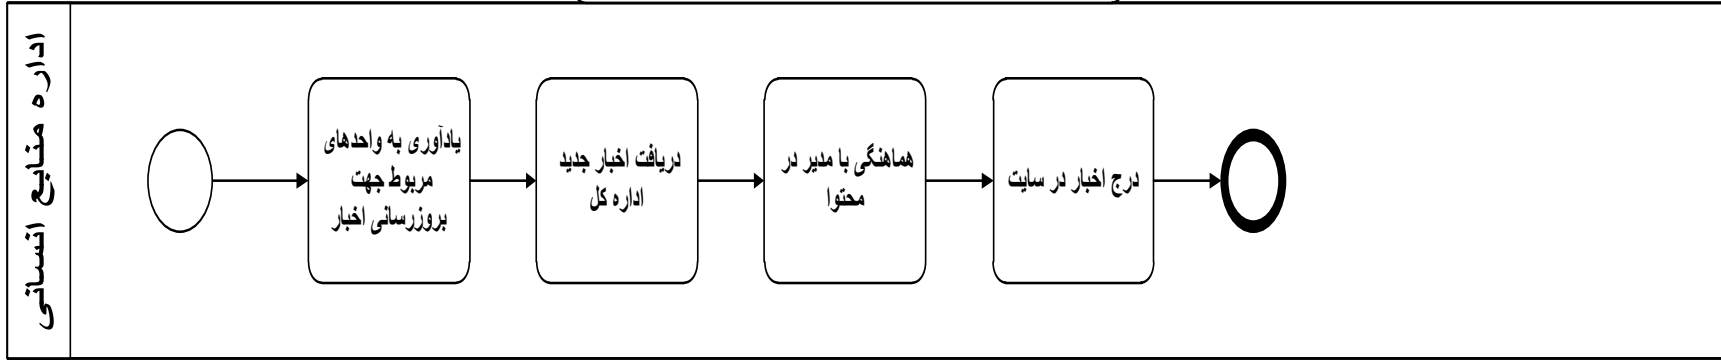 اداره منابع انسانی
یادآوری به واحدهای
مربوط جهت
بروزرسانی اخبار
دریافت اخبار جدید
اداره کل
هماهنگی با مدیر در
محتوا
درج اخبار در سایت